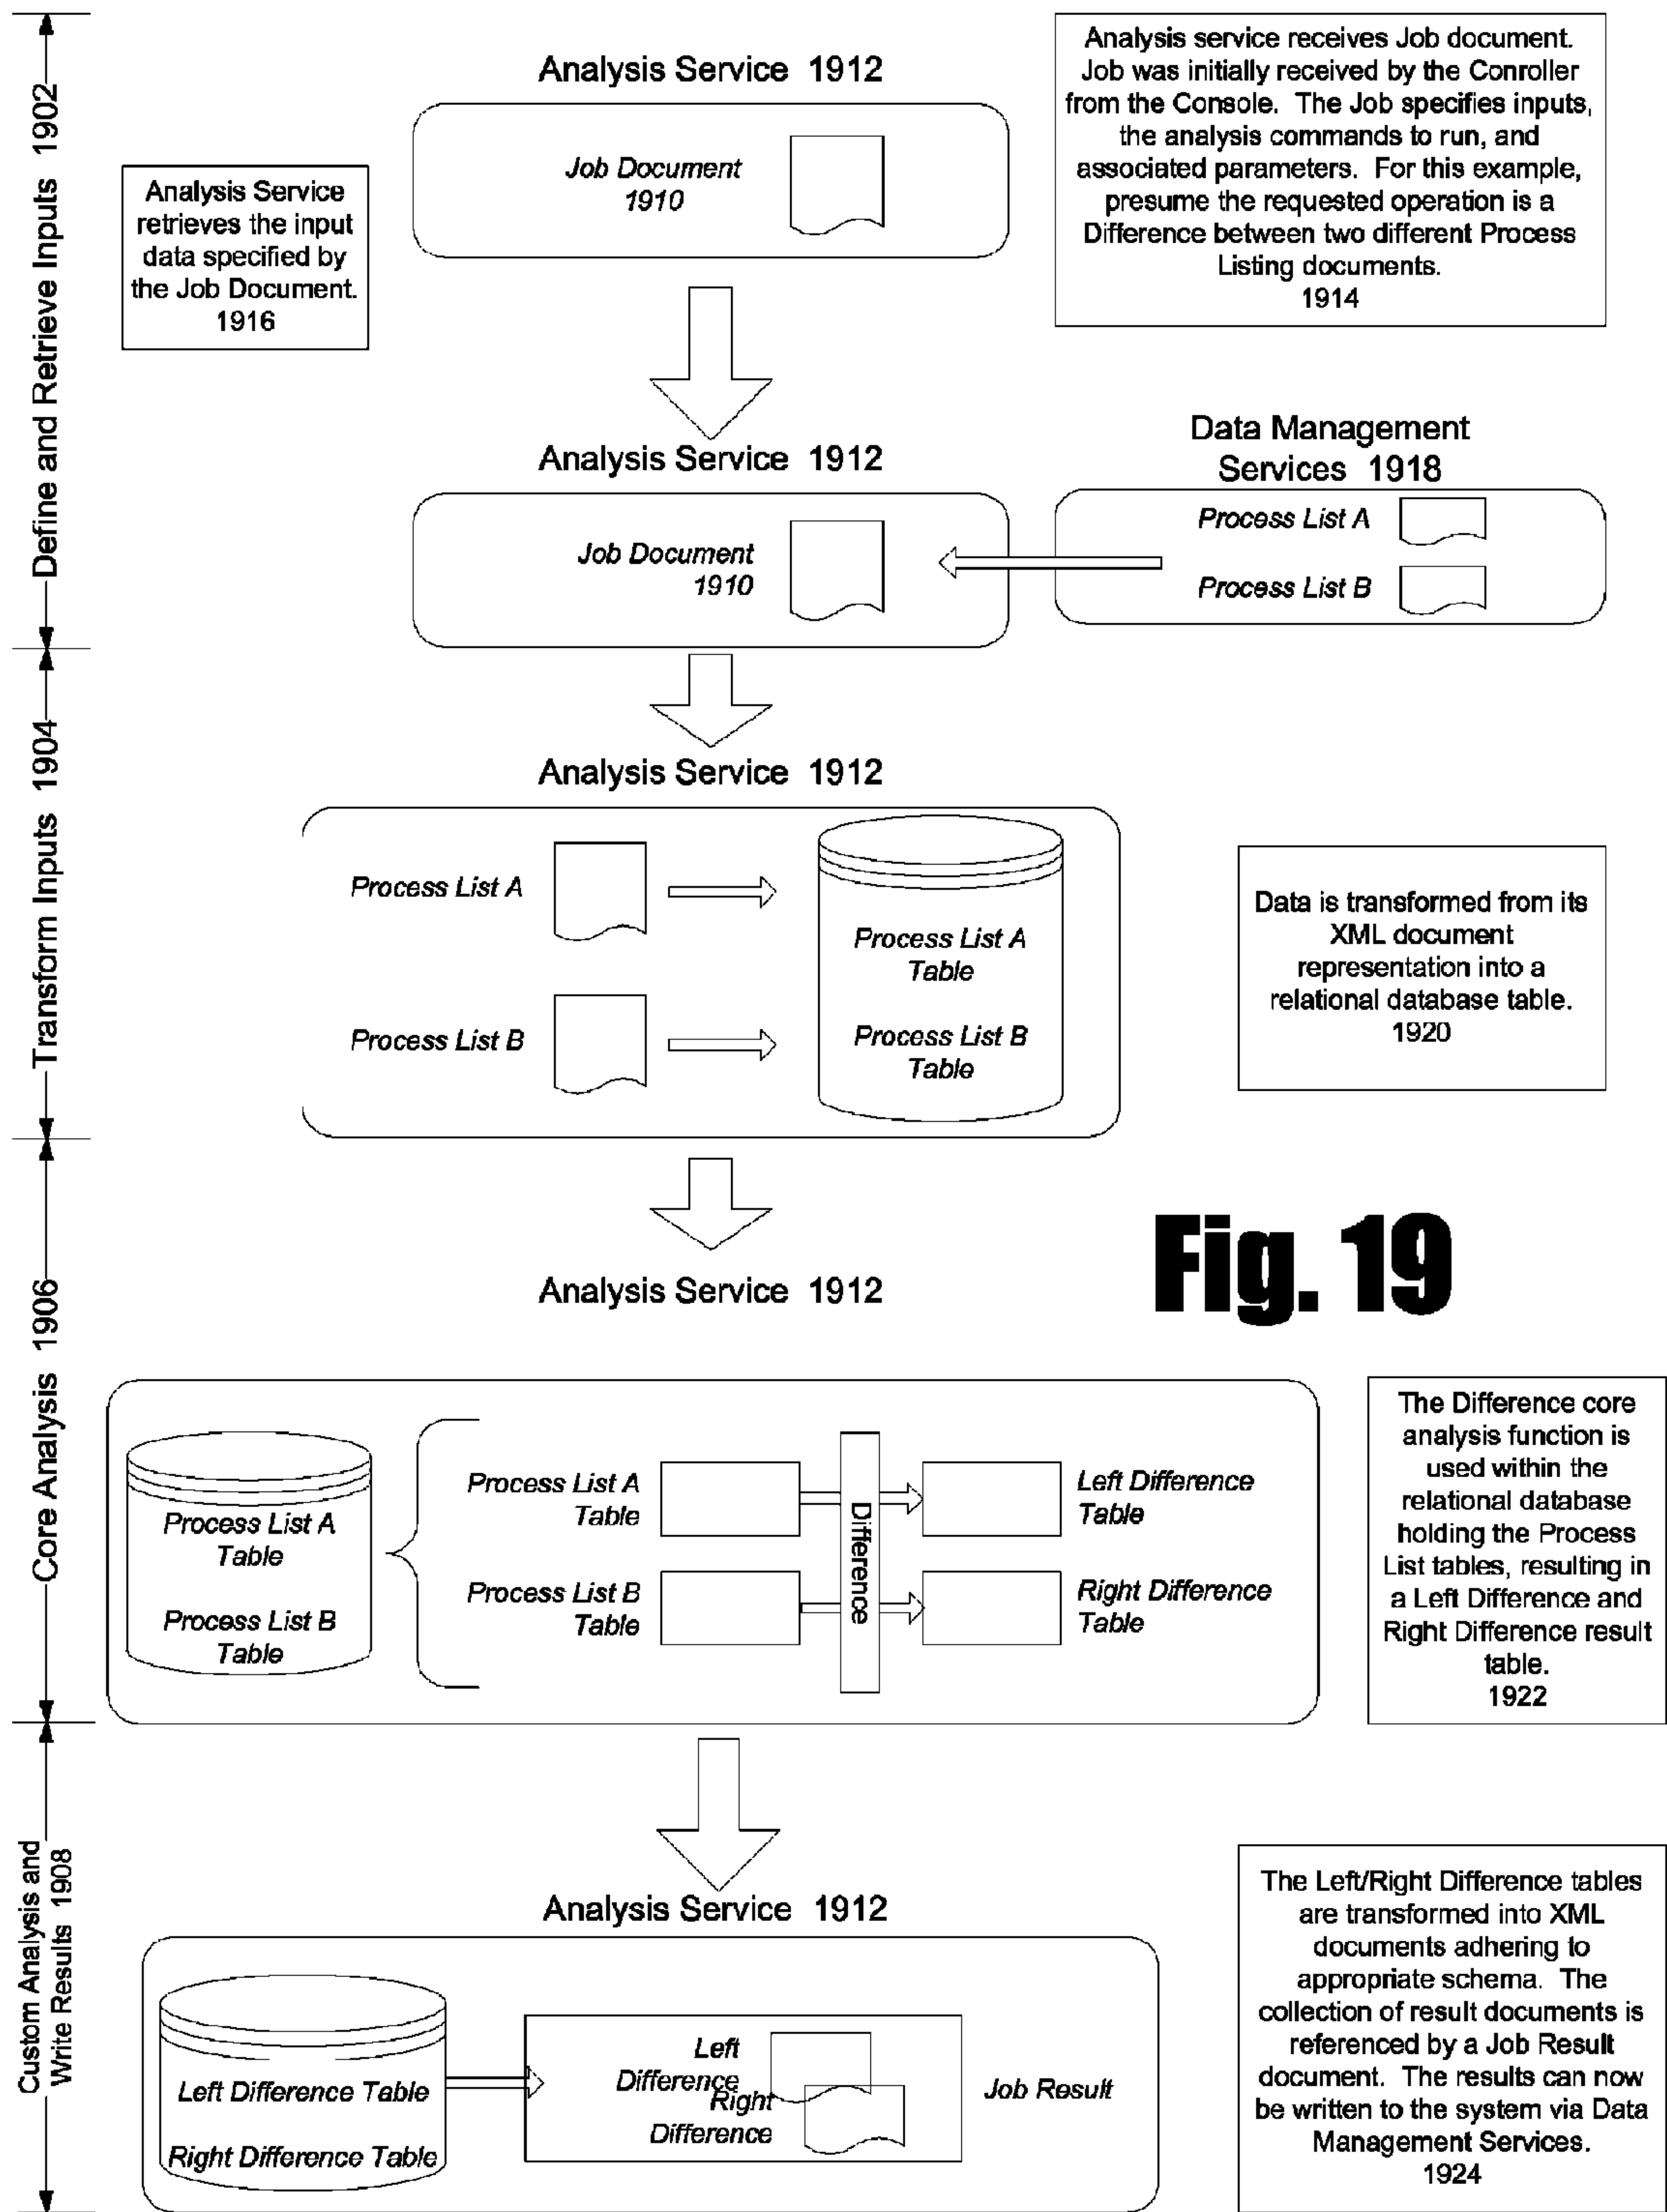 Define and Retrieve Inputs 1902
Analysis Service 1912
Job Document
1910
Analysis service receives Job document.
Job was initially received by the Conroller
from the Console. The Job specifies inputs,
the analysis commands to run, and
associated parameters. For this example,
presume the requested operation is a
Difference between two different Process
Listing documents.
1914
Analysis Service
retrieves the input
data specified by
the Job Document.
1916
Analysis Service 1912
Job Document
1910
Data Management
Services 1918
Process List A
Process List B
Transform Inputs 1904
Analysis Service 1912
Process List A
Process List B
Process List A
Table
Process List B
Table
Data is transformed from its
XML document
representation into a
relational database table.
1920
Fig. 19
Core Analysis 1906
Analysis Service 1912
Process List A
Table
Process List B
Table
Process List A
Table
Process List B
Table
Difference
Left Difference
Table
Right Difference
Table
The Difference core
analysis function is
used within the
relational database
holding the Process
List tables, resulting in
a Left Difference and
Right Difference result
table.
1922
Custom Analysis and
Write Results 1908
Analysis Service 1912
Left Difference Table
Right Difference Table
Left
Difference
Right
Difference
Job Result
The Left/Right Difference tables
are transformed into XML
documents adhering to
appropriate schema. The
collection of result documents is
referenced by a Job Result
document. The results can now
be written to the system via Data
Management Services.
1924